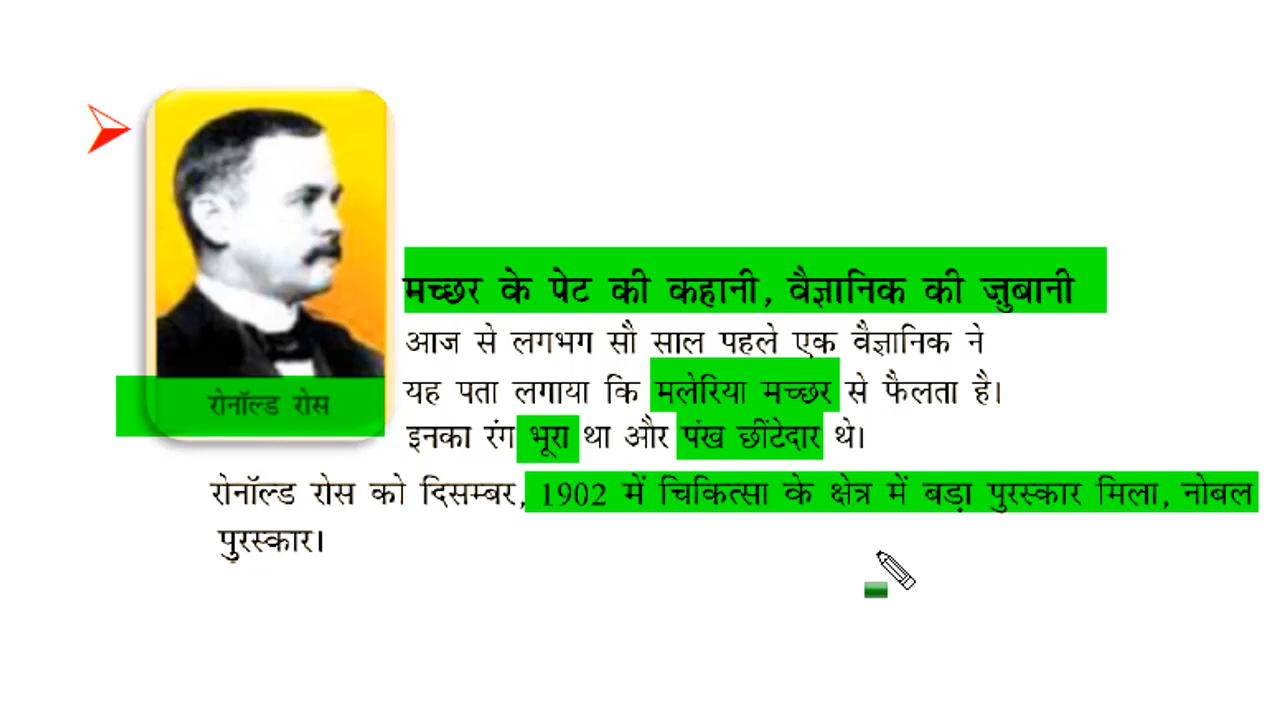 मच्छर के पेट की कहानी, वैज्ञानिक की ज़ुबानी
आज से लगभग सौ साल पहले एक वैज्ञानिक ने
यह पता लगाया कि मलेरिया मच्छर से फैलता है।
रोनॉल्ड रोस
इनका रंग भूरा था और पंख छींटेदार थे।
रोनॉल्ड रोस को दिसम्बर, 1902 में चिकित्सा के क्षेत्र में बड़ा पुरस्कार मिला, नोबल
पुरस्कार।